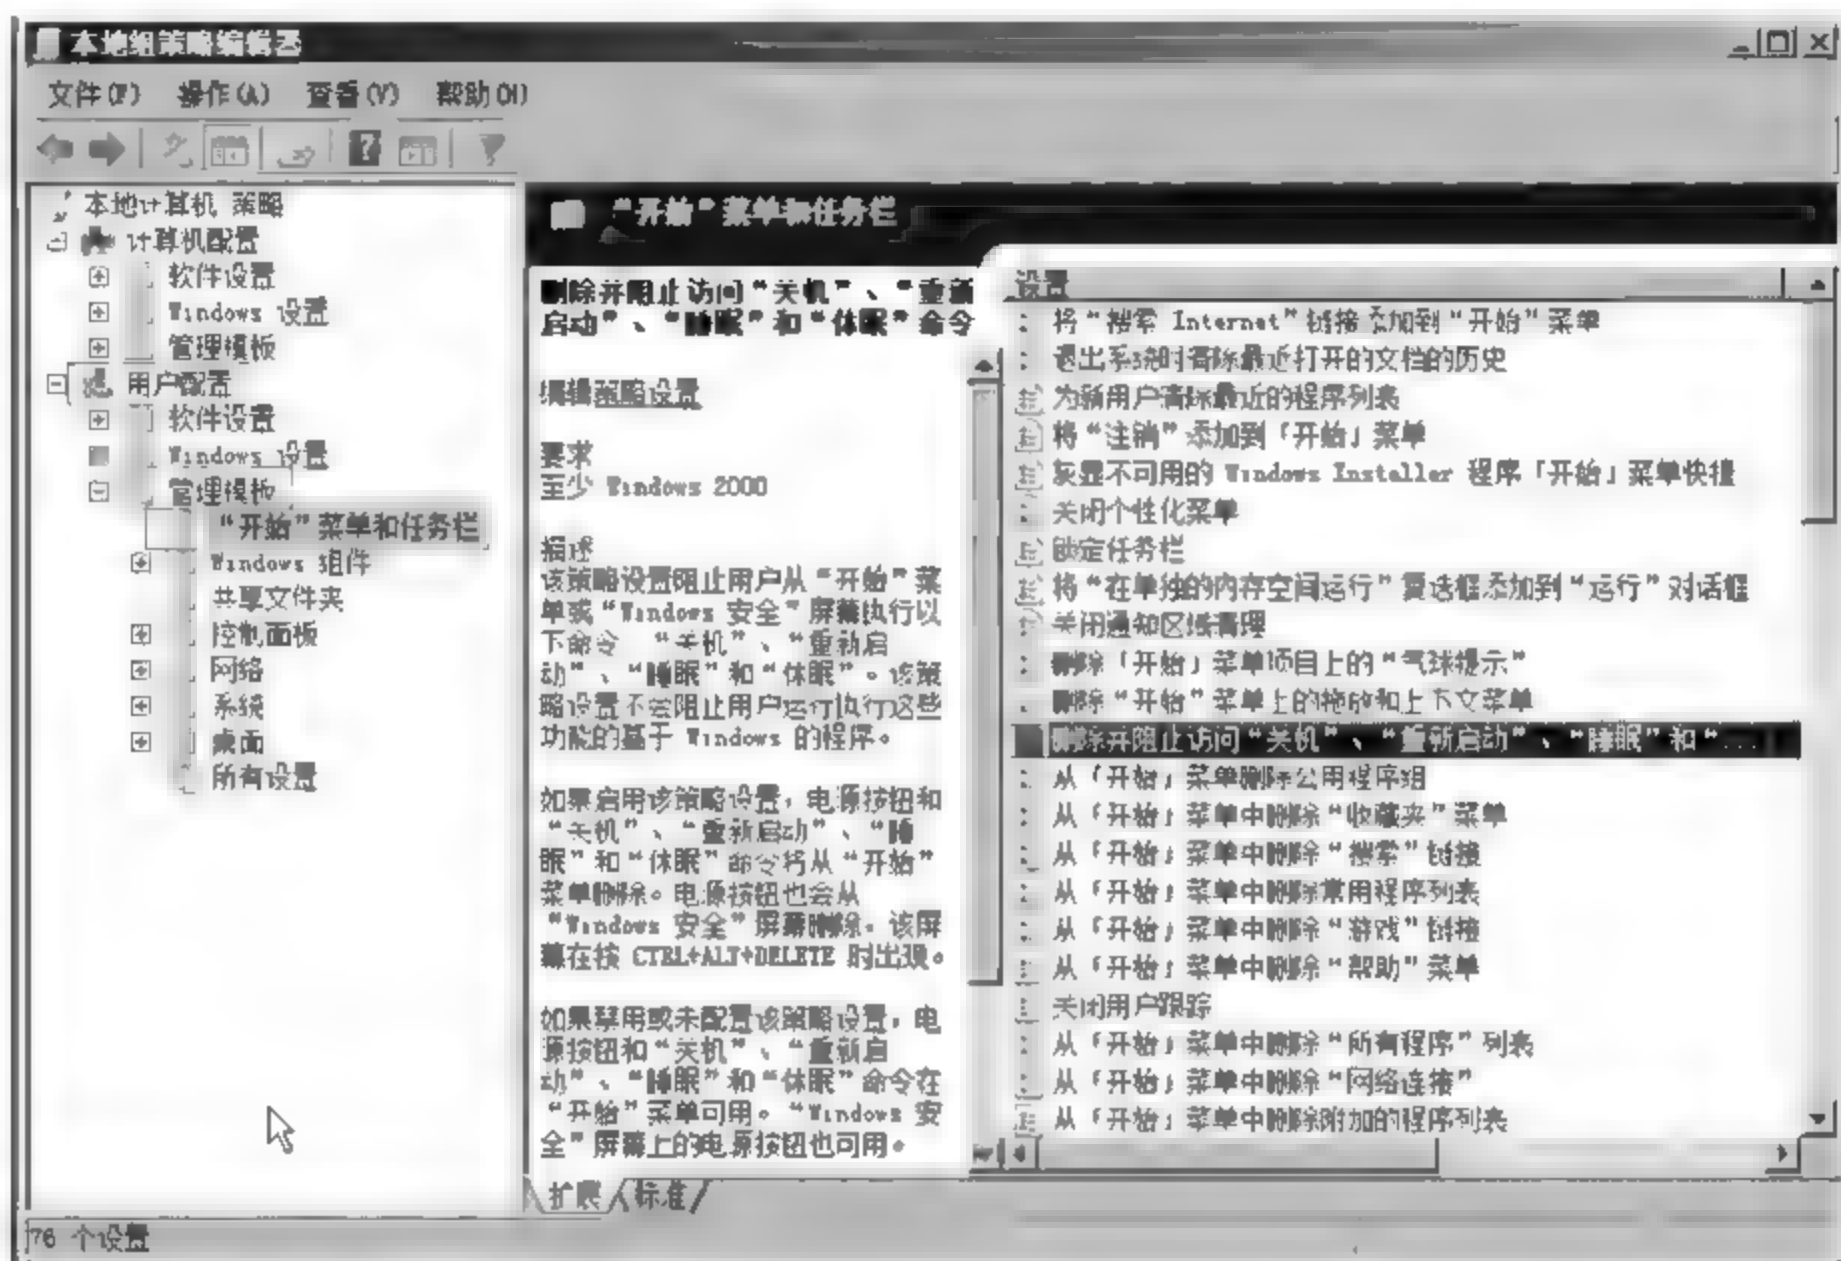 本地组策略编辑器
文件(F) 操作(A) 查看(V) 帮助(H)
本地计算机 策略
计算机配置
软件设置
Windows 设置
管理模板
用户配置
软件设置
Windows 设置
管理模板
“开始”菜单和任务栏
Windows 组件
共享文件夹
控制面板
网络
系统
桌面
所有设置
“开始”菜单和任务栏
删除并阻止访问“关机”、“重新
启动”、“睡眠”和“休眠”命令
编辑策略设置
要求
至少 Windows 2000
描述
该策略设置阻止用户从“开始”菜
单或“Windows 安全”屏幕执行以
下命令 “关机”、“重新启
动”、“睡眠”和“休眠”。该策
略设置不会阻止用户运行执行这些
功能的基于 Windows 的程序。
如果启用该策略设置，电源按钮和
“关机”、“重新启动”、“睡
眠”和“休眠”命令将从“开始”
菜单删除。电源按钮也会从
“Windows 安全”屏幕删除，该屏
幕在按 CTRL+ALT+DELETE 时出现。
如果禁用或未配置该策略设置，电
源按钮和“关机”、“重新启
动”、“睡眠”和“休眠”命令在
“开始”菜单可用。“Windows 安
全”屏幕上的电源按钮也可用。
设置
将“搜索 Internet”链接添加到“开始”菜单
退出系统时清除最近打开的文档的历史
为新用户清除最近的程序列表
将“注销”添加到「开始」菜单
灰显不可用的 Windows Installer 程序「开始」菜单快捷
关闭个性化菜单
锁定任务栏
将“在单独的内存空间运行”复选框添加到“运行”对话框
关闭通知区域清理
删除「开始」菜单项目上的“气球提示”
删除“开始”菜单上的拖放和上下文菜单
删除并阻止访问“关机”、“重新启动”、“睡眠”和“...
从「开始」菜单删除公用程序组
从「开始」菜单中删除“收藏夹”菜单
从「开始」菜单中删除“搜索”链接
从「开始」菜单中删除常用程序列表
从「开始」菜单中删除“游戏”链接
从「开始」菜单中删除“帮助”菜单
关闭用户跟踪
从「开始」菜单中删除“所有程序”列表
从「开始」菜单中删除“网络连接”
从「开始」菜单中删除附加的程序列表
扩展 标准
76 个设置